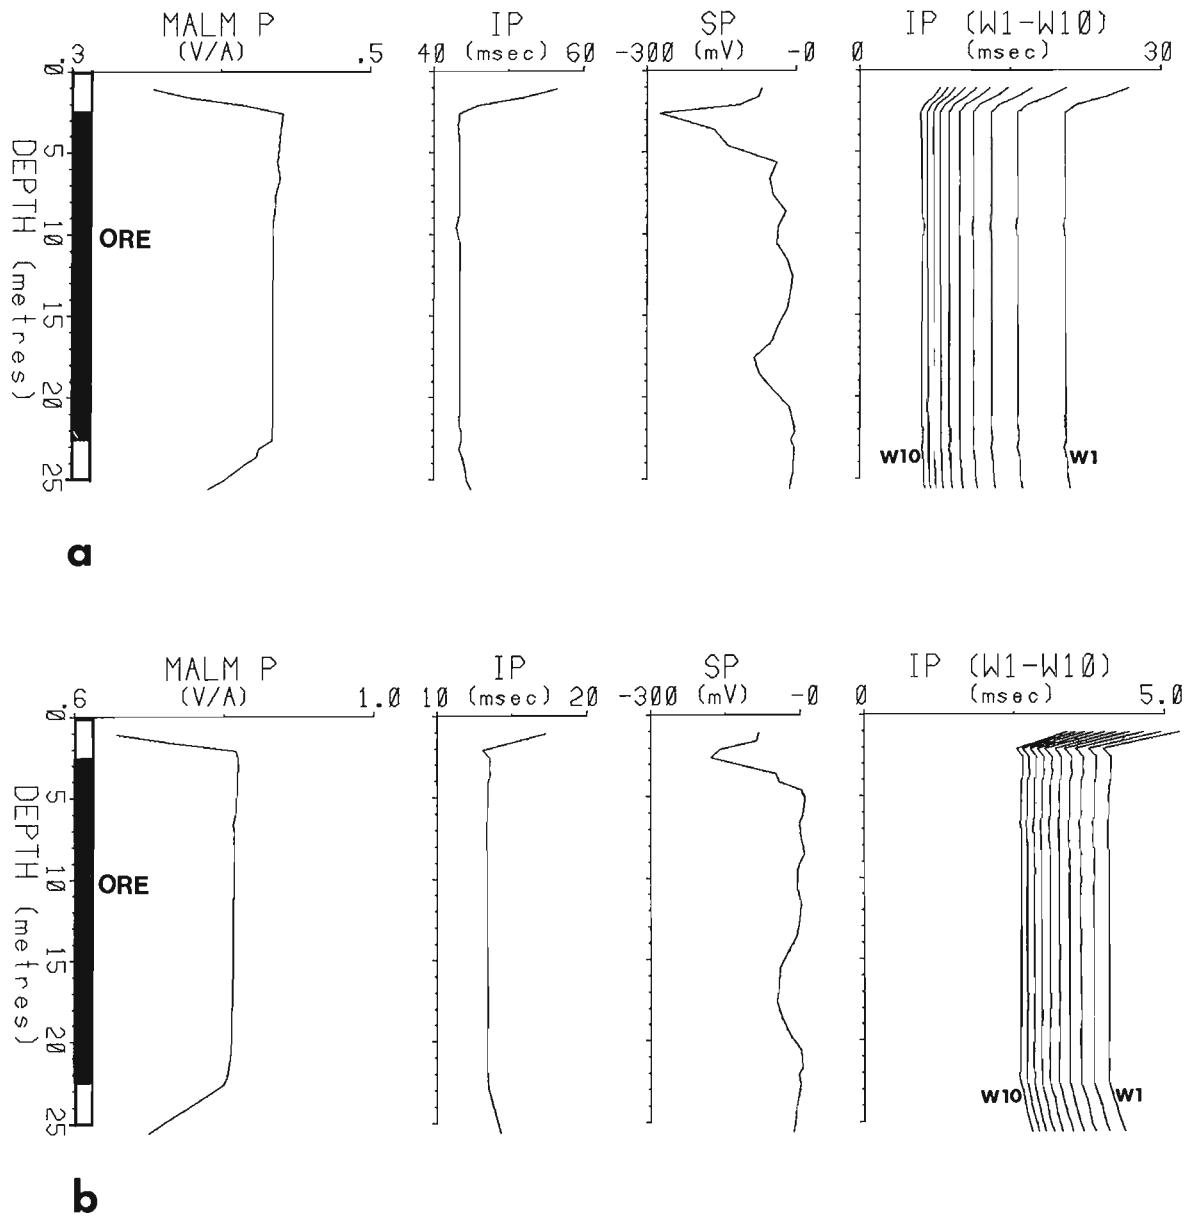 MALM P IP SP IP (W1-W10)
(V/A) (msec) (mV) (msec)
.3 .5 40 60 -300 -0 0 30
0
5
10
15
20
25
DEPTH (metres)
ORE
W10 W1
a
MALM P IP SP IP (W1-W10)
(V/A) (msec) (mV) (msec)
.6 1.0 10 20 -300 -0 0 5.0
0
5
10
15
20
25
DEPTH (metres)
ORE
W10 W1
b